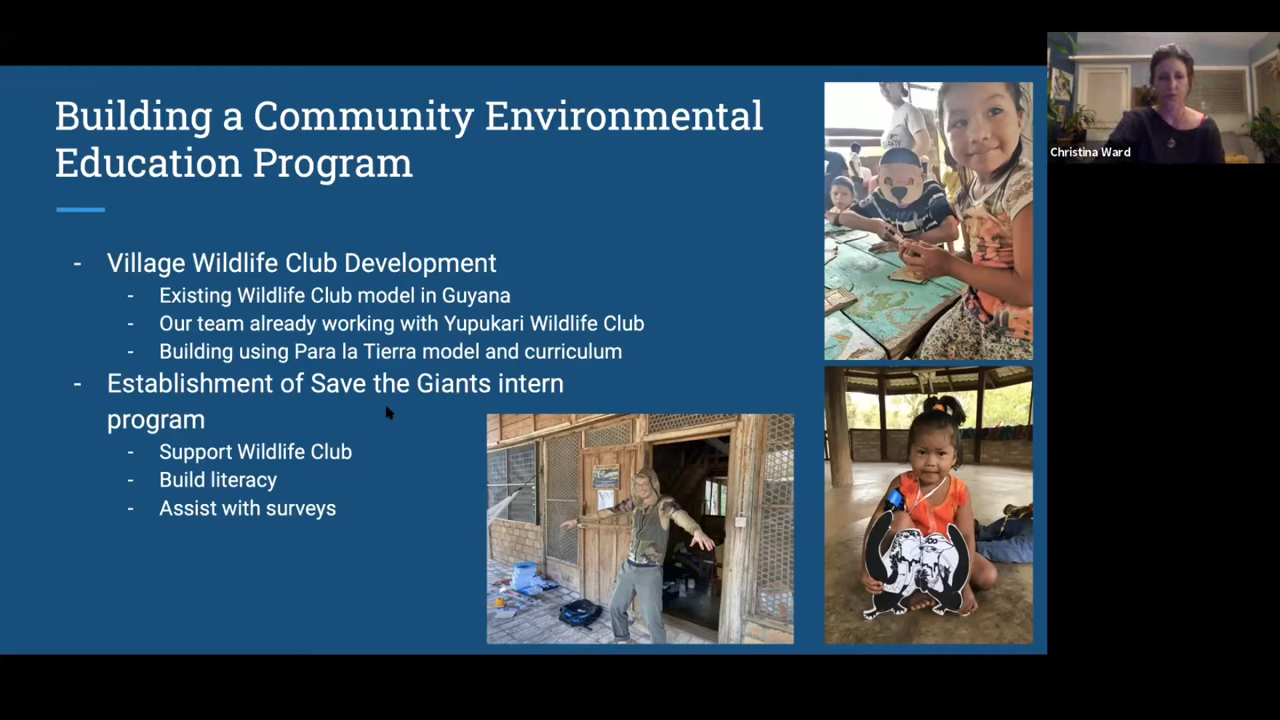 Building a Community Environmental
Education Program
- Village Wildlife Club Development
- Existing Wildlife Club model in Guyana
- Our team already working with Yupukari Wildlife Club
- Building using Para la Tierra model and curriculum
- Establishment of Save the Giants intern
program
- Support Wildlife Club
- Build literacy
- Assist with surveys
Christina Ward